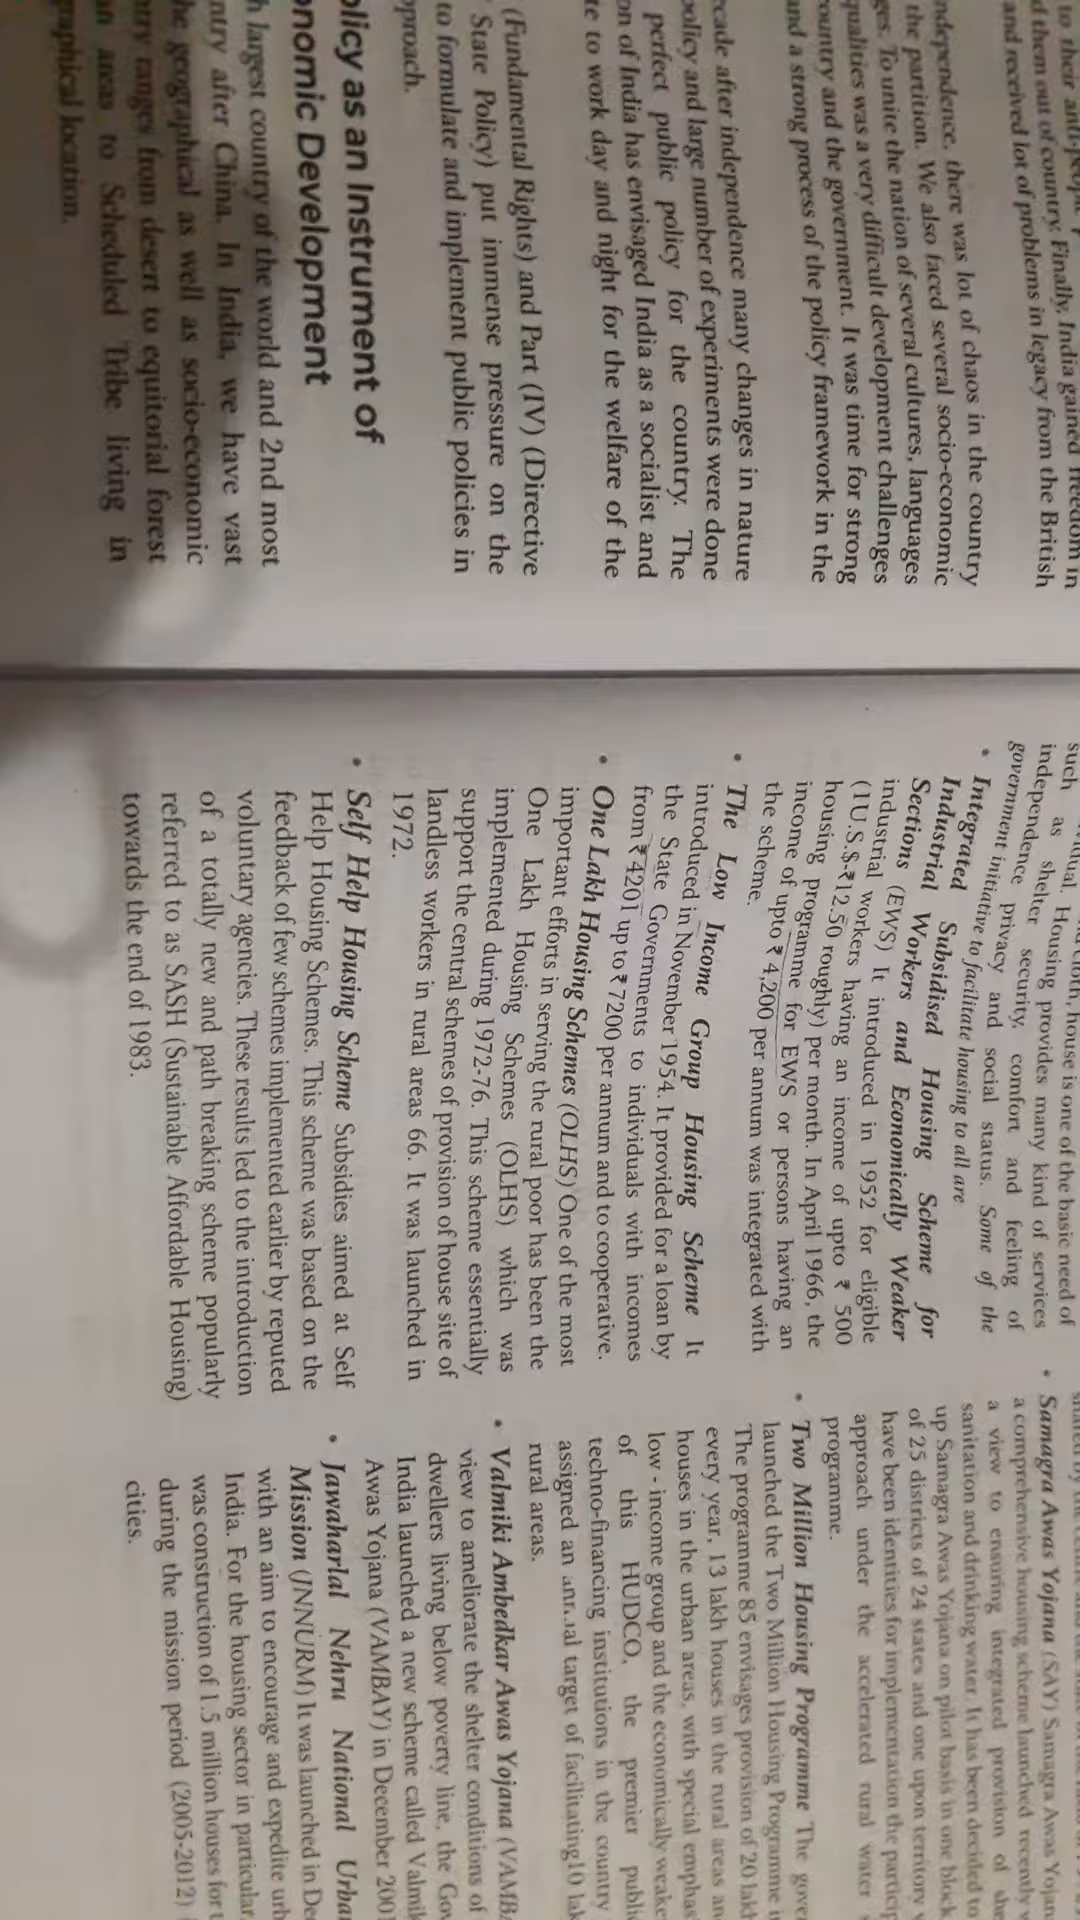 to their anti-people
d them out of country. Finally, India gained freedom in
and received lot of problems in legacy from the British
ndependence, there was lot of chaos in the country
the partition. We also faced several socio-economic
ges. To unite the nation of several cultures, languages
qualities was a very difficult development challenges
ountry and the government. It was time for strong
and a strong process of the policy framework in the
ecade after independence many changes in nature
policy and large number of experiments were done
perfect public policy for the country. The
on of India has envisaged India as a socialist and
te to work day and night for the welfare of the
(Fundamental Rights) and Part (IV) (Directive
State Policy) put immense pressure on the
to formulate and implement public policies in
pproach.
olicy as an Instrument of
onomic Development
h largest country of the world and 2nd most
ntry after China. In India, we have vast
he geographical as well as socio-economic
ntry ranges from desert to equitorial forest
an areas to Scheduled Tribe living in
graphical location.
cloth, house is one of the basic need of
Housing provides many kind of services
such as shelter security, comfort and feeling of
independence privacy and social status. Some of the
government initiative to facilitate housing to all are
• Integrated Subsidised Housing Scheme for
Industrial Workers and Economically Weaker
Sections (EWS) It introduced in 1952 for eligible
industrial workers having an income of upto ₹ 500
(1U.S.$-₹12.50 roughly) per month. In April 1966, the
housing programme for EWS or persons having an
income of upto ₹ 4,200 per annum was integrated with
the scheme.
• The Low Income Group Housing Scheme It
introduced in November 1954. It provided for a loan by
the State Governments to individuals with incomes
from ₹ 4201 up to ₹ 7200 per annum and to cooperative.
• One Lakh Housing Schemes (OLHS) One of the most
important efforts in serving the rural poor has been the
One Lakh Housing Schemes (OLHS) which was
implemented during 1972-76. This scheme essentially
support the central schemes of provision of house site of
landless workers in rural areas 66. It was launched in
1972.
• Self Help Housing Scheme Subsidies aimed at Self
Help Housing Schemes. This scheme was based on the
feedback of few schemes implemented earlier by reputed
voluntary agencies. These results led to the introduction
of a totally new and path breaking scheme popularly
referred to as SASH (Sustainable Affordable Housing)
towards the end of 1983.
• Samagra Awas Yojana (SAY) Samagra Awas Yojan
a comprehensive housing scheme launched recently
a view to ensuring integrated provision of she
sanitation and drinking water. It has been decided to
up Samagra Awas Yojana on pilot basis in one block
of 25 districts of 24 states and one upon territory
have been identities for implementation the particip
approach under the accelerated rural water
programme.
• Two Million Housing Programme The gover
launched the Two Million Housing Programme
The programme 85 envisages provision of 20 lakh
every year, 13 lakh houses in the rural areas an
houses in the urban areas, with special emphas
low - income group and the economically weake
of this HUDCO, the premier publi
techno-financing institutions in the country
assigned an annual target of facilitating10 lak
rural areas.
• Valmiki Ambedkar Awas Yojana (VAMBA
view to ameliorate the shelter conditions of
dwellers living below poverty line, the Gov
India launched a new scheme called Valmik
Awas Yojana (VAMBAY) in December 2001
• Jawaharlal Nehru National Urba
Mission (JNNURM) It was launched in De
with an aim to encourage and expedite urb
India. For the housing sector in particular,
was construction of 1.5 million houses for t
during the mission period (2005-2012)
cities.